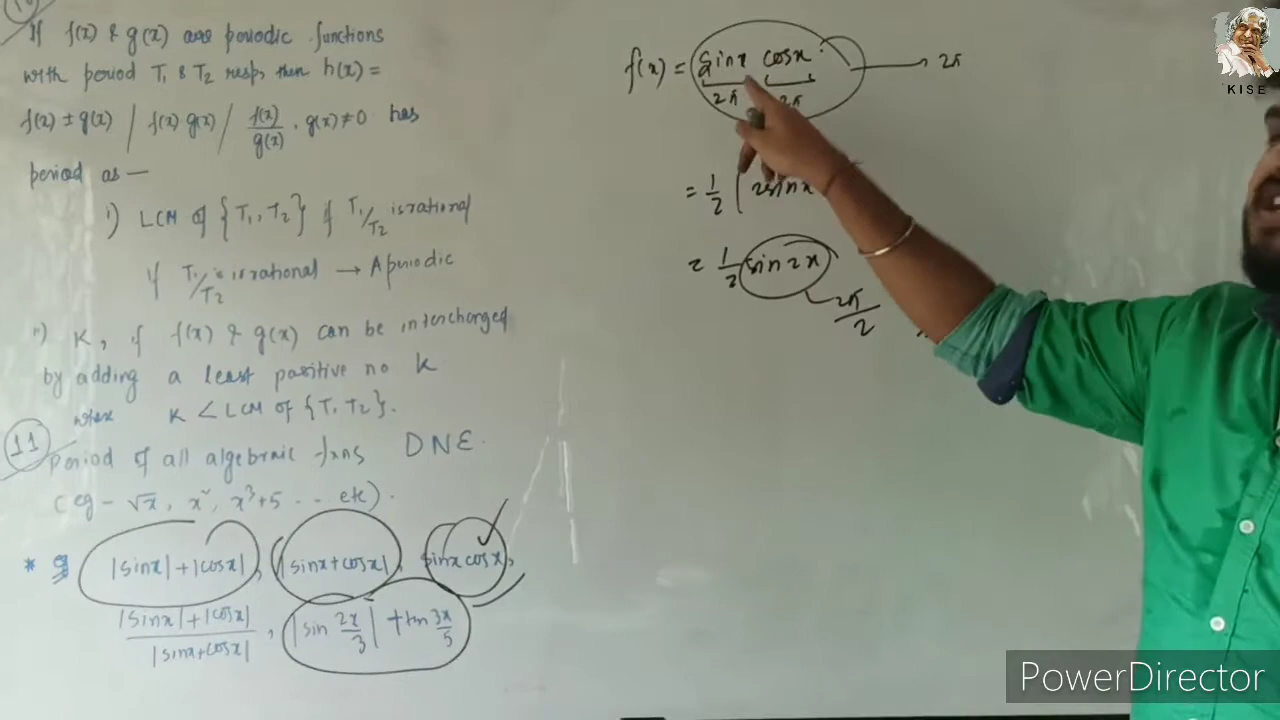 10
If f(x) & g(x) are periodic functions
with period T₁ & T₂ resp, then h(x) =
f(x) ± g(x) / f(x) g(x) / f(x)/g(x), g(x) ≠ 0 has
period as —
i) LCM of {T₁, T₂} if T₁/T₂ is rational
if T₁/T₂ is irrational → Aperiodic
ii) K, if f(x) & g(x) can be interchanged
by adding a least positive no K
where K < LCM of {T₁, T₂}.
11
Period of all algebraic fxns DNE.
(eg - √x, x², x³+5 ... etc).
* eg |sinx|+|cosx|, |sinx+cosx|, sinx cosx,
|sinx|+|cosx| / |sinx+cosx|, |sin 2x/3| + tan 3x/5
f(x) = sinx cosx → 2π
2π 2π
= 1/2 [2sinx
= 1/2 sin2x
2π/2
KISE
PowerDirector